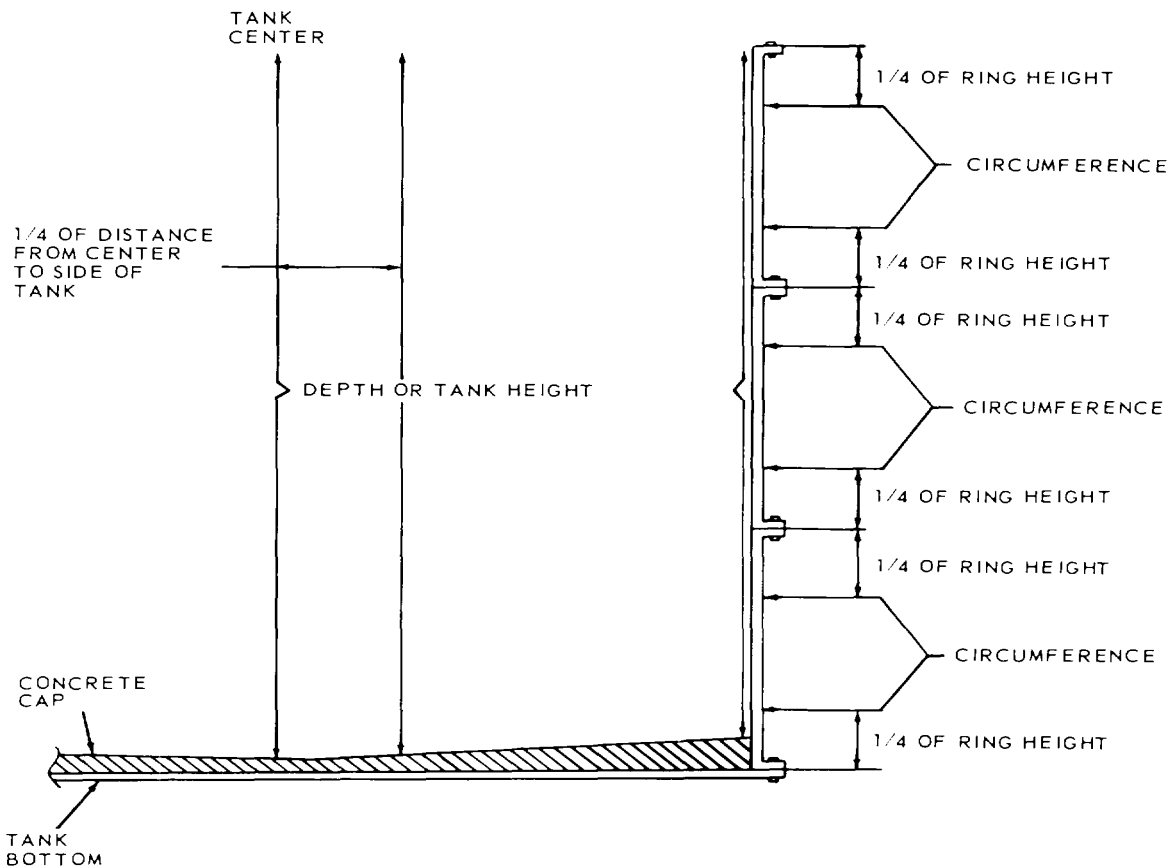 TANK
CENTER
1/4 OF RING HEIGHT
CIRCUMFERENCE
1/4 OF DISTANCE
FROM CENTER
TO SIDE OF
TANK
1/4 OF RING HEIGHT
1/4 OF RING HEIGHT
DEPTH OR TANK HEIGHT
CIRCUMFERENCE
1/4 OF RING HEIGHT
1/4 OF RING HEIGHT
CIRCUMFERENCE
CONCRETE
CAP
1/4 OF RING HEIGHT
TANK
BOTTOM